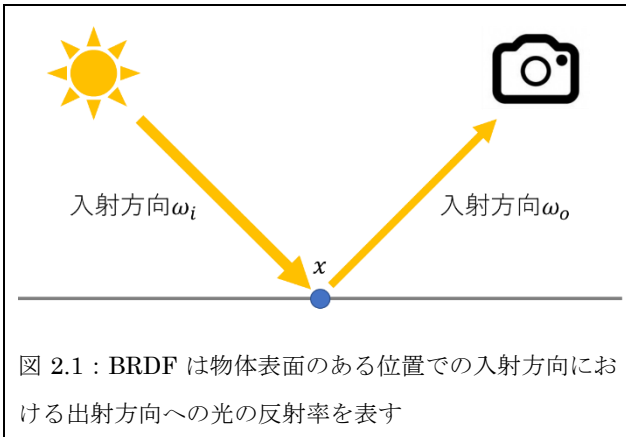 入射方向ωᵢ
入射方向ωₒ
x
図 2.1：BRDF は物体表面のある位置での入射方向にお
ける出射方向への光の反射率を表す